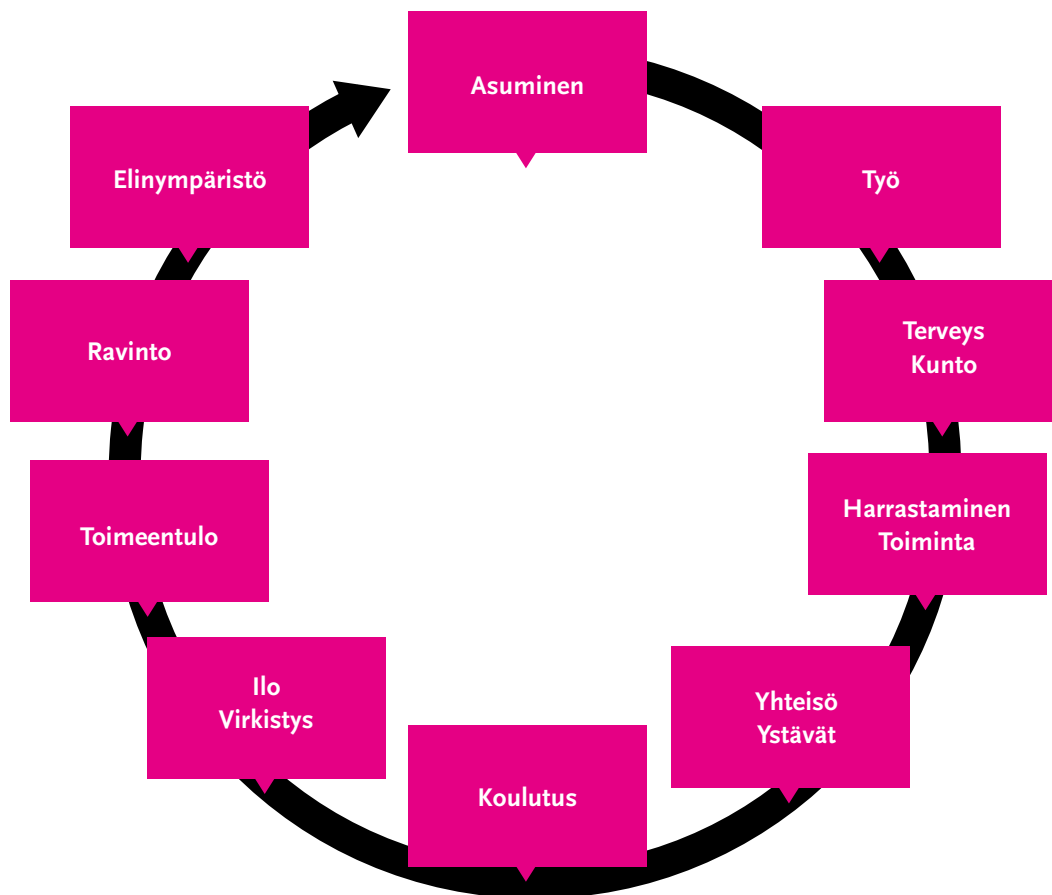 Asuminen
Työ
Terveys
Kunto
Harrastaminen
Toiminta
Yhteisö
Ystävät
Koulutus
Ilo
Virkistys
Toimeentulo
Ravinto
Elinympäristö